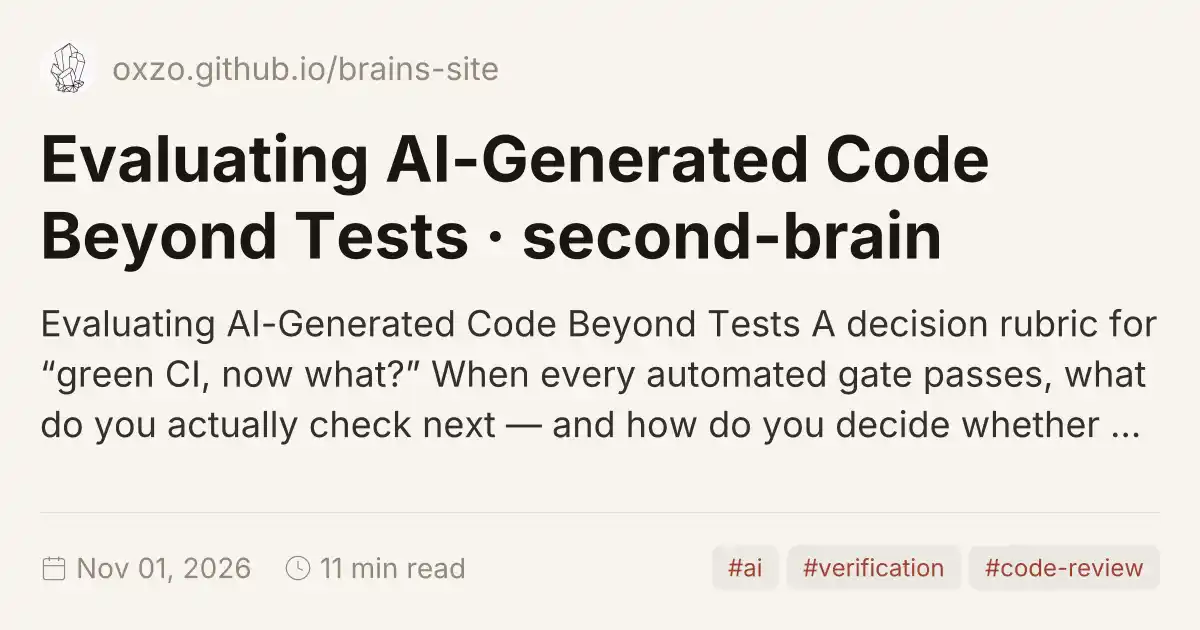 oxzo.github.io/brains-site
Evaluating AI-Generated Code
Beyond Tests · second-brain
Evaluating AI-Generated Code Beyond Tests A decision rubric for
“green CI, now what?” When every automated gate passes, what
do you actually check next — and how do you decide whether ...
Nov 01, 2026 11 min read #ai #verification #code-review